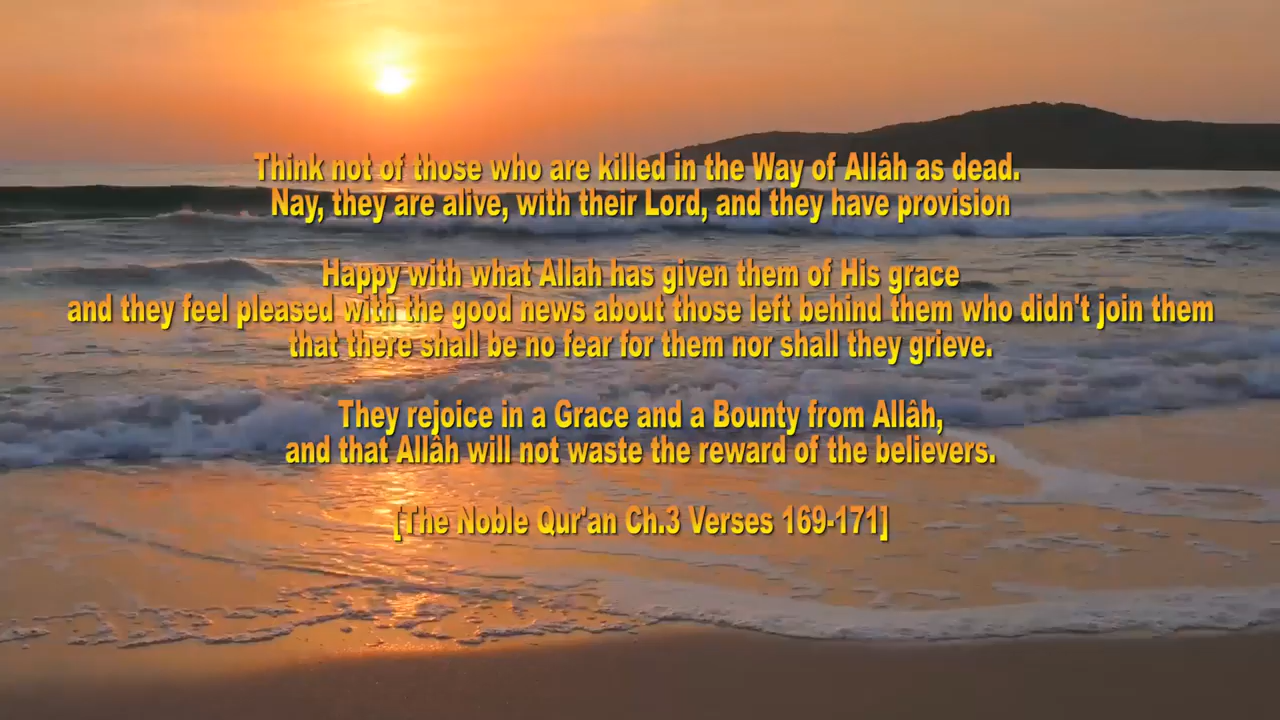 Think not of those who are killed in the Way of Allâh as dead.
Nay, they are alive, with their Lord, and they have provision
Happy with what Allah has given them of His grace
and they feel pleased with the good news about those left behind them who didn't join them
that there shall be no fear for them nor shall they grieve.
They rejoice in a Grace and a Bounty from Allâh,
and that Allâh will not waste the reward of the believers.
[The Noble Qur'an Ch.3 Verses 169-171]